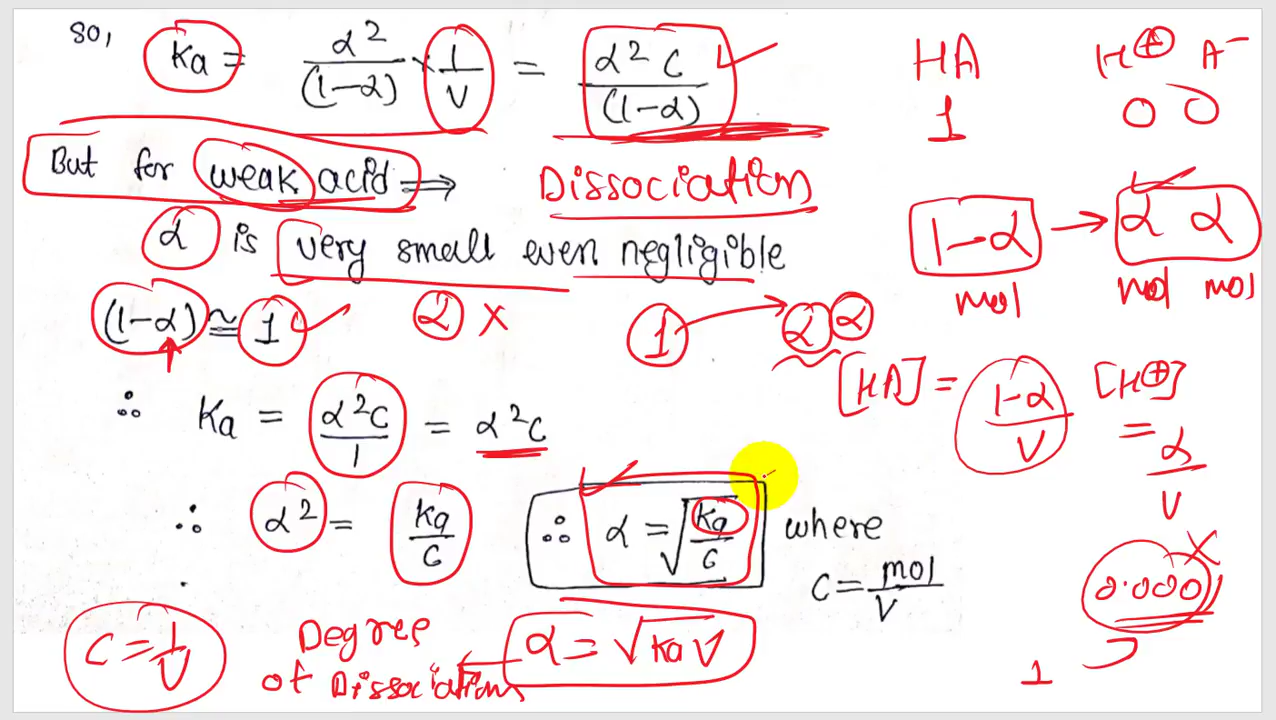 so, Ka = α²/(1-α) × 1/V = α²C/(1-α)
HA H⊕ A⁻
1 0 0
But for weak acid ⇒ Dissociation
α is very small even negligible
1-α → α α
mol mol mol
(1-α) ≅ 1 ✓ 2 ×
1 → α α
[HA] = 1-α/V [H⊕] = α/V
∴ Ka = α²C/1 = α²C
∴ α² = Ka/C ∴ α = √Ka/C where
C = mol/V
0.0001 ×
C = 1/V Degree of Dissociation ← α = √KaV
1